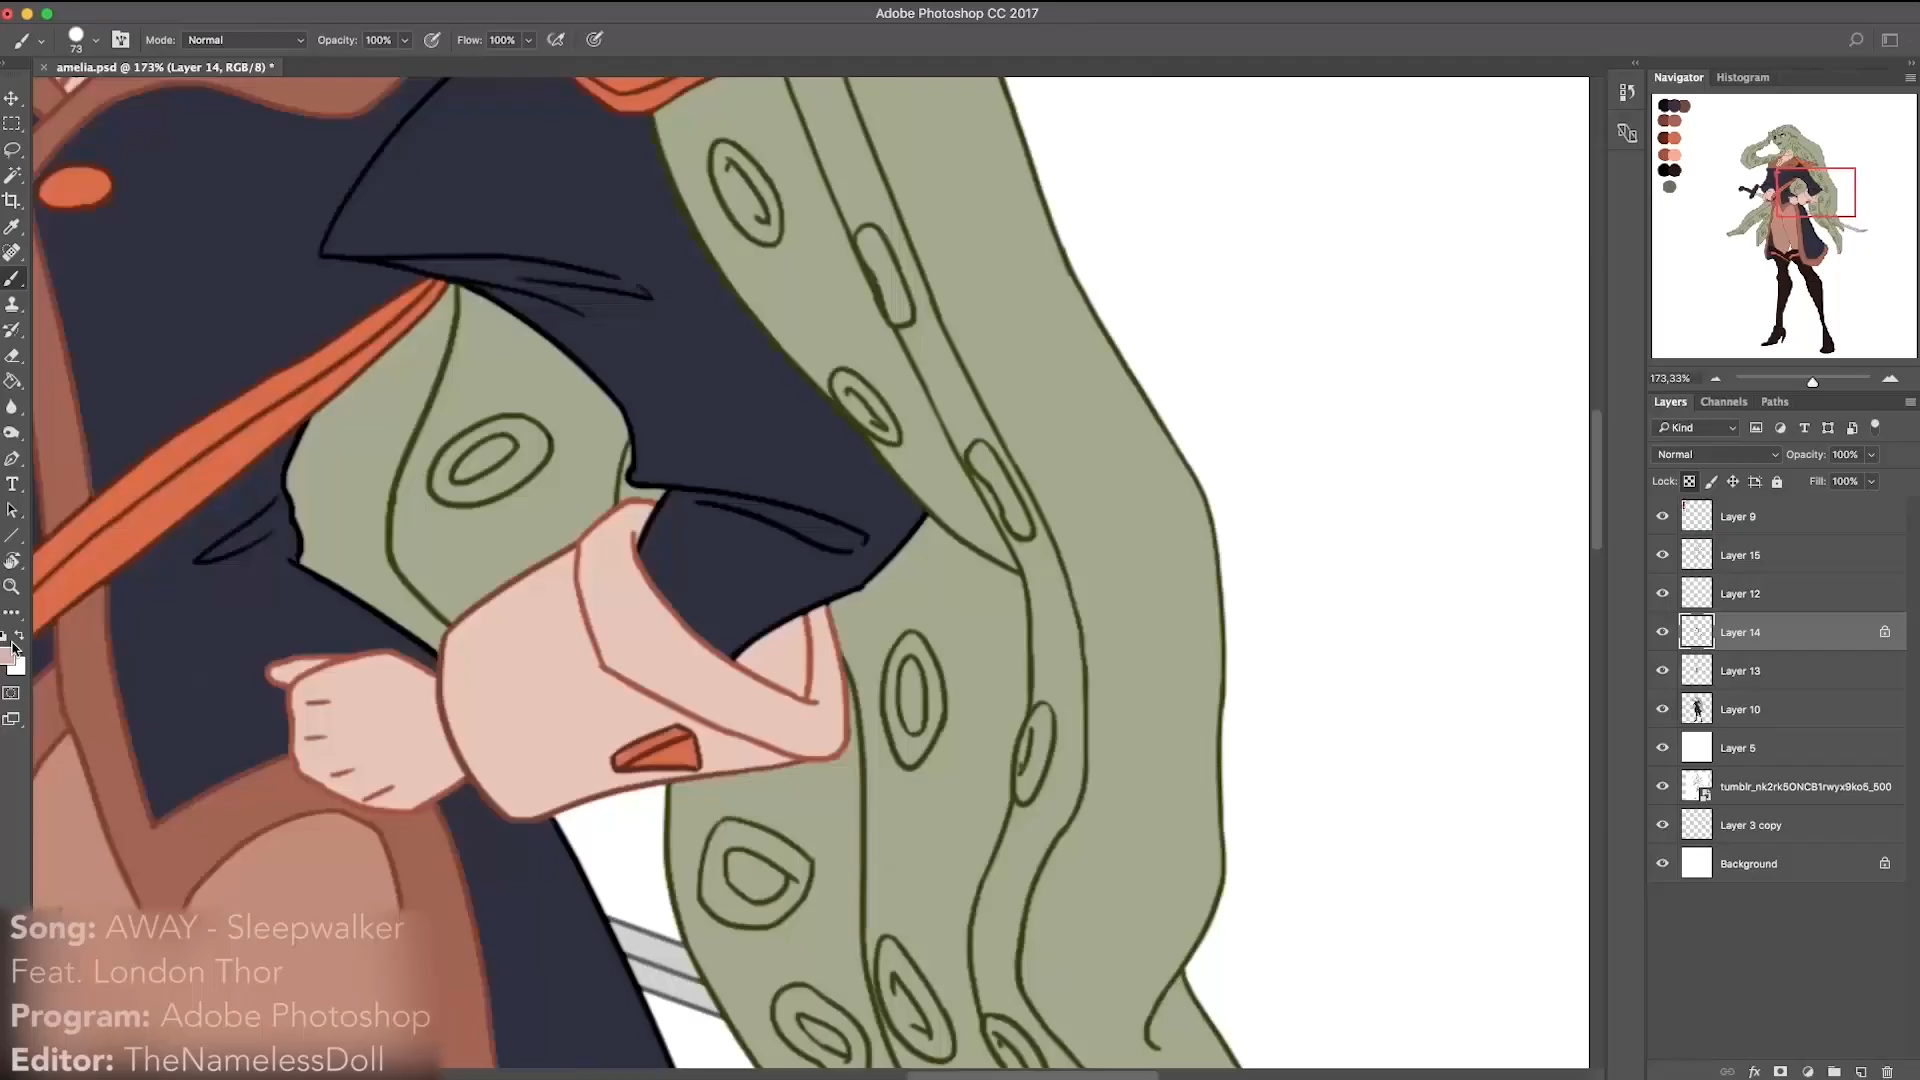 Adobe Photoshop CC 2017
73
Mode: Normal
Opacity: 100%
Flow: 100%
amelia.psd @ 173% (Layer 14, RGB/8) *
Navigator
Histogram
173,33%
Layers
Channels
Paths
Kind
Normal
Opacity: 100%
Lock:
Fill: 100%
Layer 9
Layer 15
Layer 12
Layer 14
Layer 13
Layer 10
Layer 5
tumblr_nk2rk5ONCB1rwyx9ko5_500
Layer 3 copy
Background
Song: AWAY - Sleepwalker
Feat. London Thor
Program: Adobe Photoshop
Editor: TheNamelessDoll